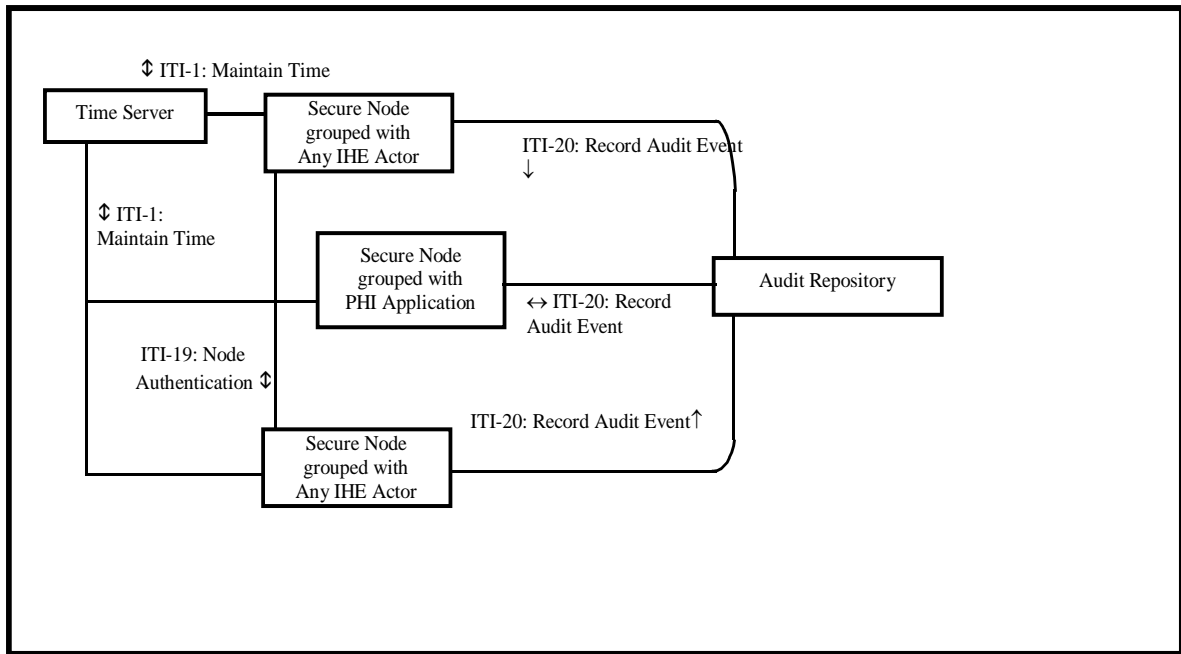 ⇕ ITI-1: Maintain Time
Time Server
Secure Node
grouped with
Any IHE Actor
ITI-20: Record Audit Event
↓
⇕ ITI-1:
Maintain Time
Secure Node
grouped with
PHI Application
Audit Repository
↔ ITI-20: Record
Audit Event
ITI-19: Node
Authentication ⇕
ITI-20: Record Audit Event↑
Secure Node
grouped with
Any IHE Actor